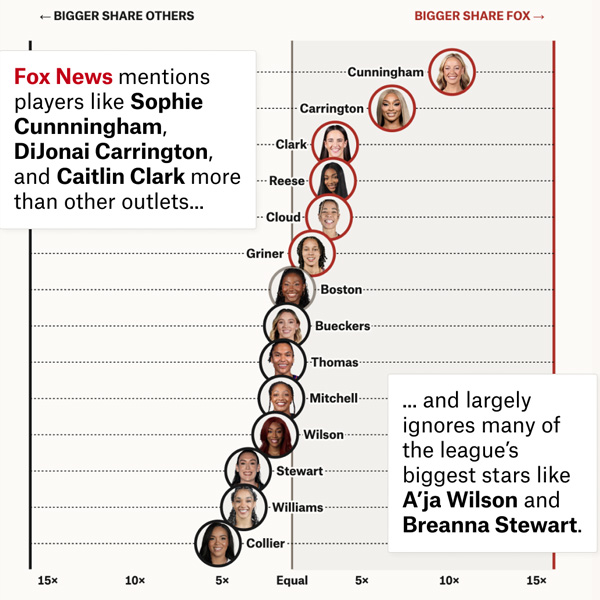 ← BIGGER SHARE OTHERS
BIGGER SHARE FOX →
Fox News mentions
players like Sophie
Cunnningham,
DiJonai Carrington,
and Caitlin Clark more
than other outlets...
Cunningham
Carrington
Clark
Reese
Cloud
Griner
Boston
Bueckers
Thomas
Mitchell
Wilson
Stewart
Williams
Collier
... and largely
ignores many of
the league’s
biggest stars like
A’ja Wilson and
Breanna Stewart.
15× 10× 5× Equal 5× 10× 15×